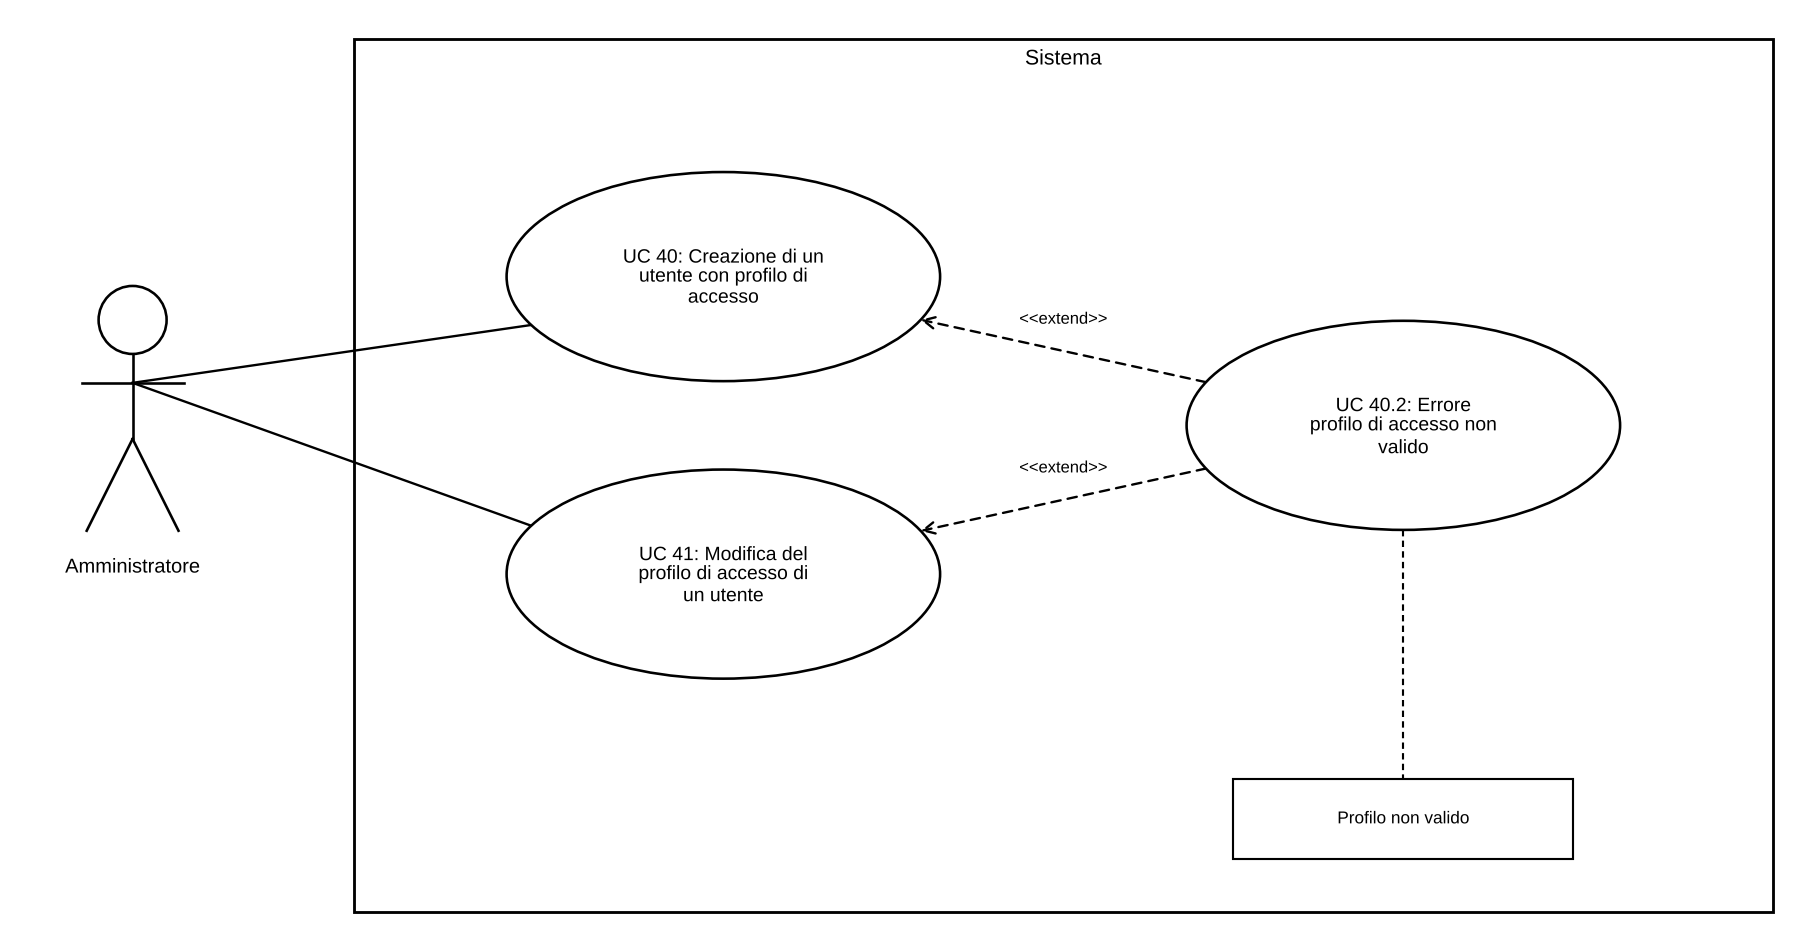 Sistema
UC 40: Creazione di un
utente con profilo di
accesso
<<extend>>
UC 40.2: Errore
profilo di accesso non
valido
<<extend>>
UC 41: Modifica del
profilo di accesso di
un utente
Amministratore
Profilo non valido